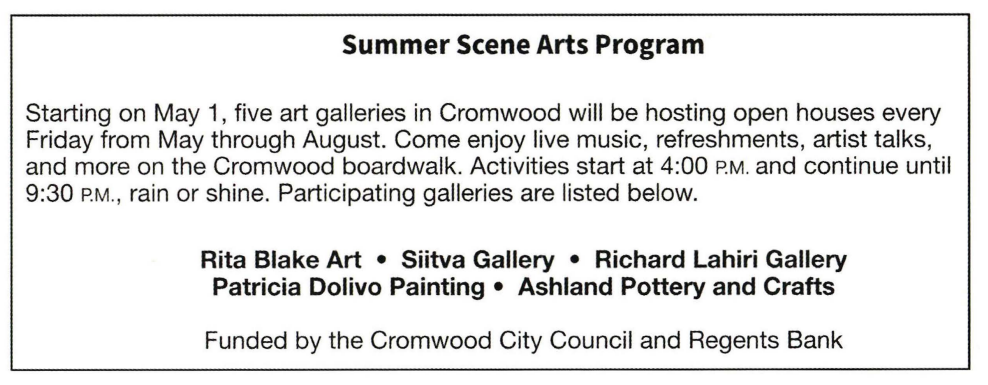 Summer Scene Arts Program
Starting on May 1, five art galleries in Cromwood will be hosting open houses every
Friday from May through August. Come enjoy live music, refreshments, artist talks,
and more on the Cromwood boardwalk. Activities start at 4:00 P.M. and continue until
9:30 P.M., rain or shine. Participating galleries are listed below.
Rita Blake Art • Siitva Gallery • Richard Lahiri Gallery
Patricia Dolivo Painting • Ashland Pottery and Crafts
Funded by the Cromwood City Council and Regents Bank